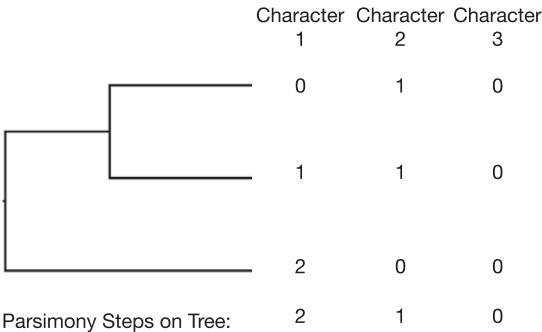 Character Character Character
1 2 3
0 1 0
1 1 0
2 0 0
Parsimony Steps on Tree: 2 1 0